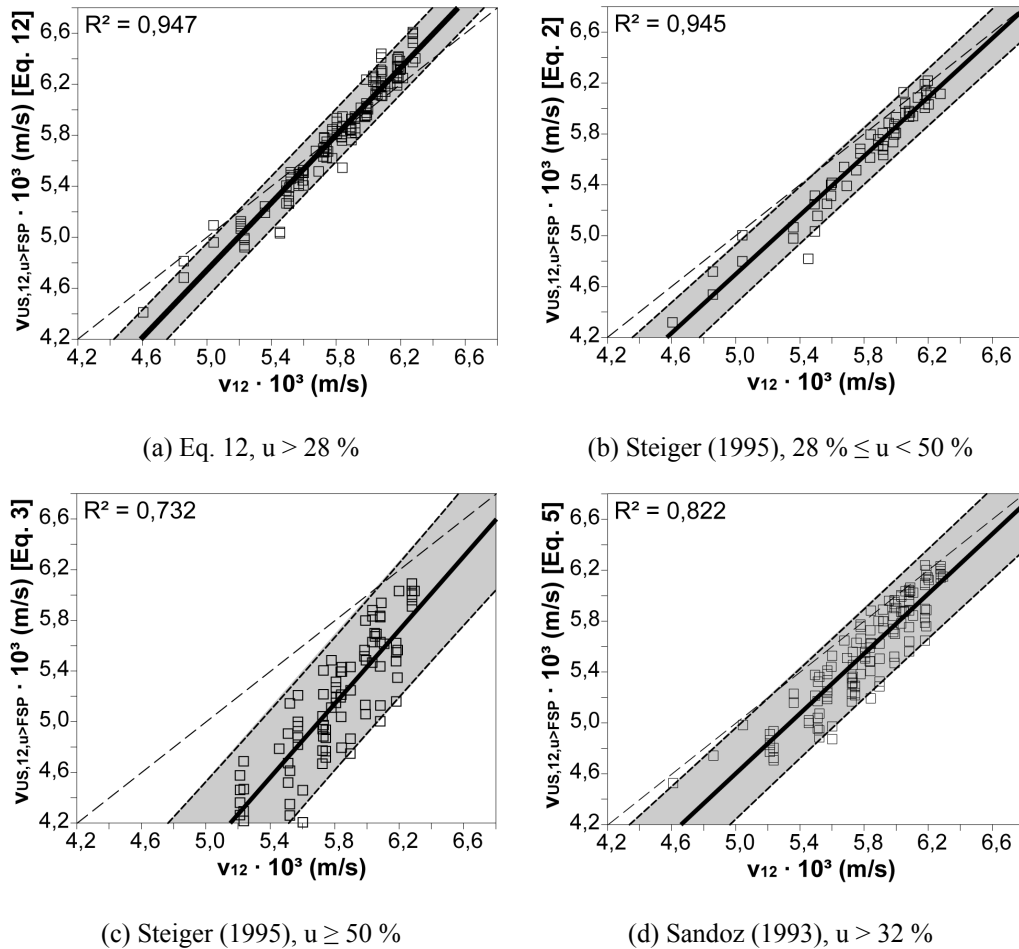 R² = 0,947
vUS,12,u>FSP · 10³ (m/s) [Eq. 12]
6,6
6,2
5,8
5,4
5,0
4,6
4,2
4,2 4,6 5,0 5,4 5,8 6,2 6,6
v12 · 10³ (m/s)
(a) Eq. 12, u > 28 %
R² = 0,945
vUS,12,u>FSP · 10³ (m/s) [Eq. 2]
6,6
6,2
5,8
5,4
5,0
4,6
4,2
4,2 4,6 5,0 5,4 5,8 6,2 6,6
v12 · 10³ (m/s)
(b) Steiger (1995), 28 % ≤ u < 50 %
R² = 0,732
vUS,12,u>FSP · 10³ (m/s) [Eq. 3]
6,6
6,2
5,8
5,4
5,0
4,6
4,2
4,2 4,6 5,0 5,4 5,8 6,2 6,6
v12 · 10³ (m/s)
(c) Steiger (1995), u ≥ 50 %
R² = 0,822
vUS,12,u>FSP · 10³ (m/s) [Eq. 5]
6,6
6,2
5,8
5,4
5,0
4,6
4,2
4,2 4,6 5,0 5,4 5,8 6,2 6,6
v12 · 10³ (m/s)
(d) Sandoz (1993), u > 32 %